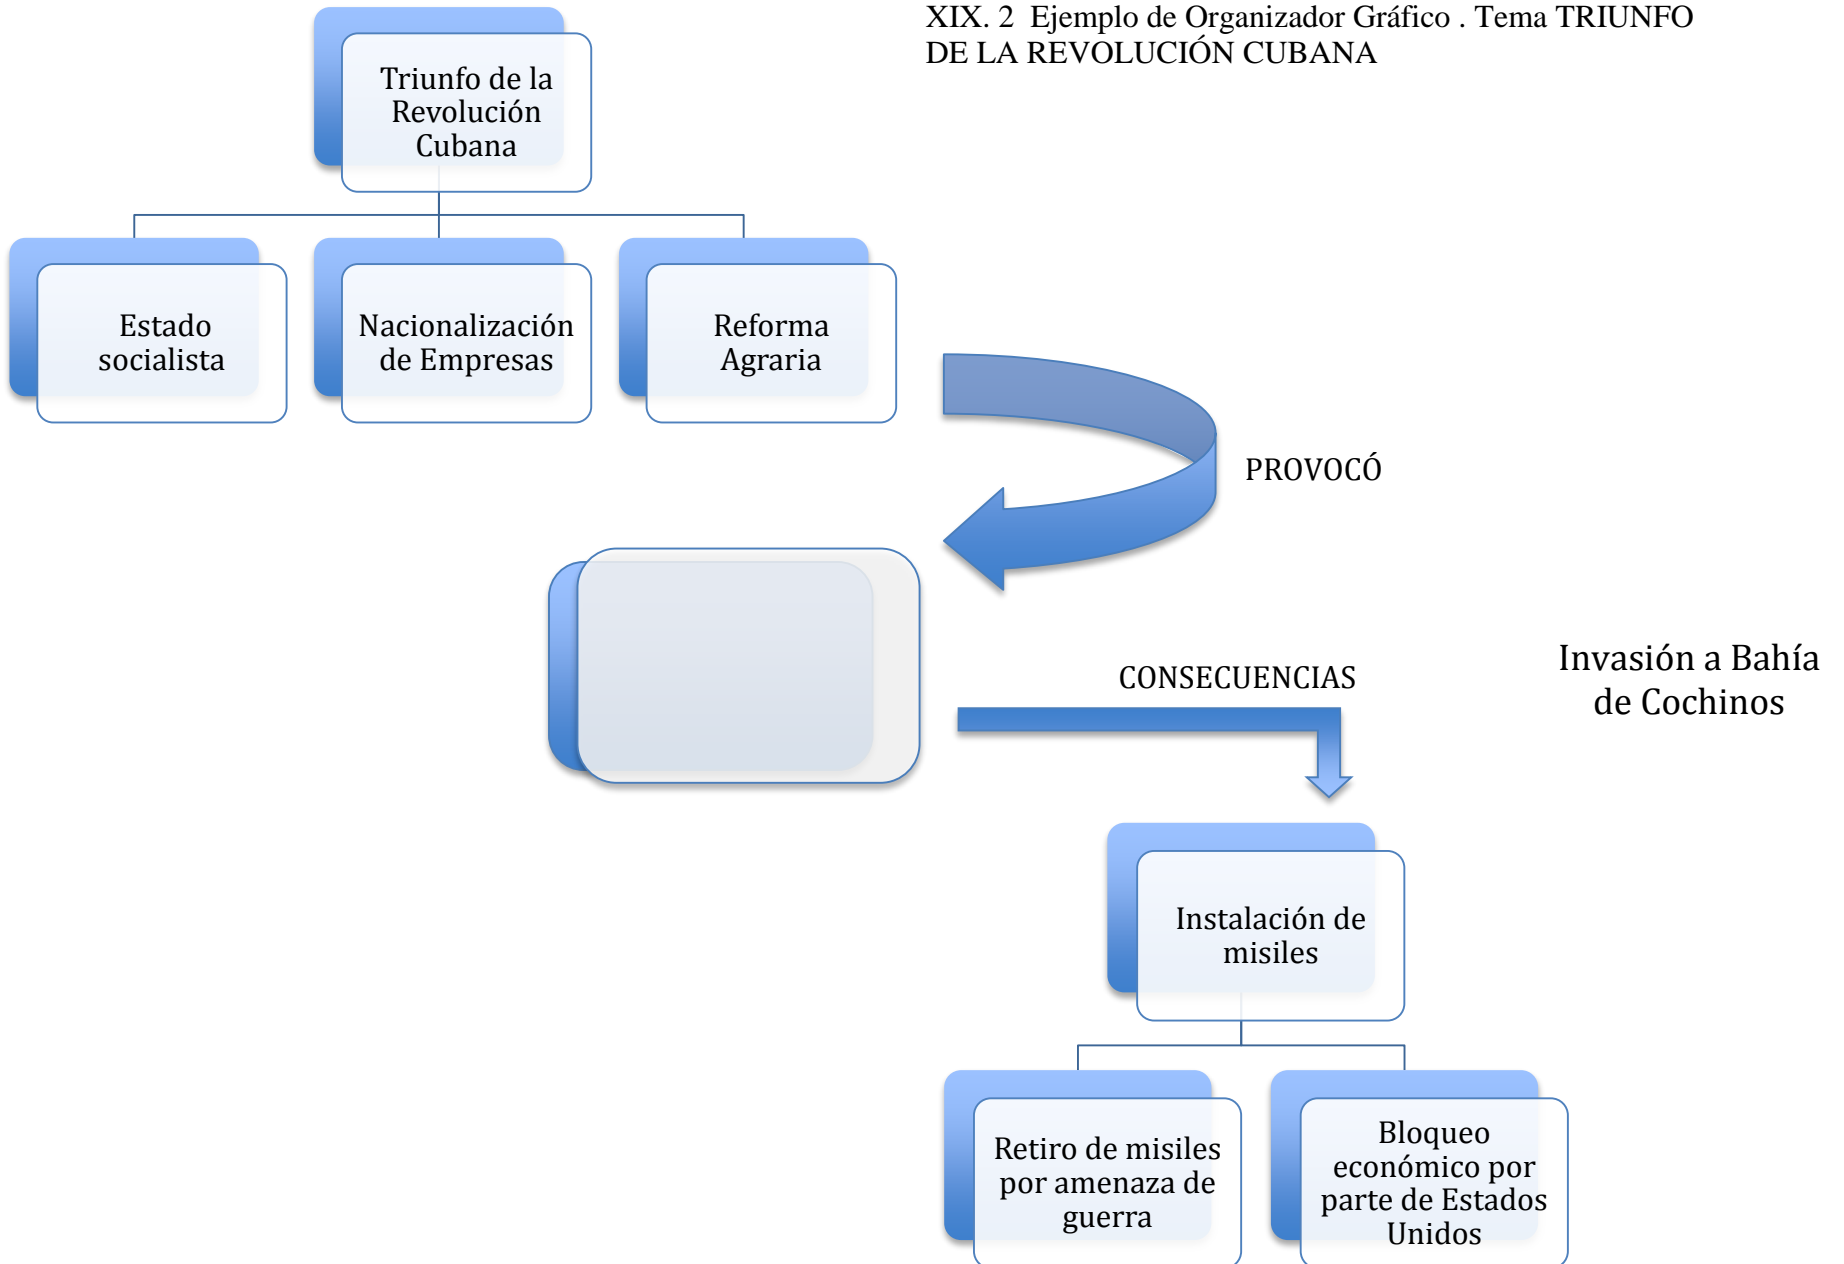 XIX. 2 Ejemplo de Organizador Gráfico . Tema TRIUNFO
DE LA REVOLUCIÓN CUBANA
Triunfo de la
Revolución
Cubana
Estado
socialista
Nacionalización
de Empresas
Reforma
Agraria
PROVOCÓ
CONSECUENCIAS
Invasión a Bahía
de Cochinos
Instalación de
misiles
Retiro de misiles
por amenaza de
guerra
Bloqueo
económico por
parte de Estados
Unidos